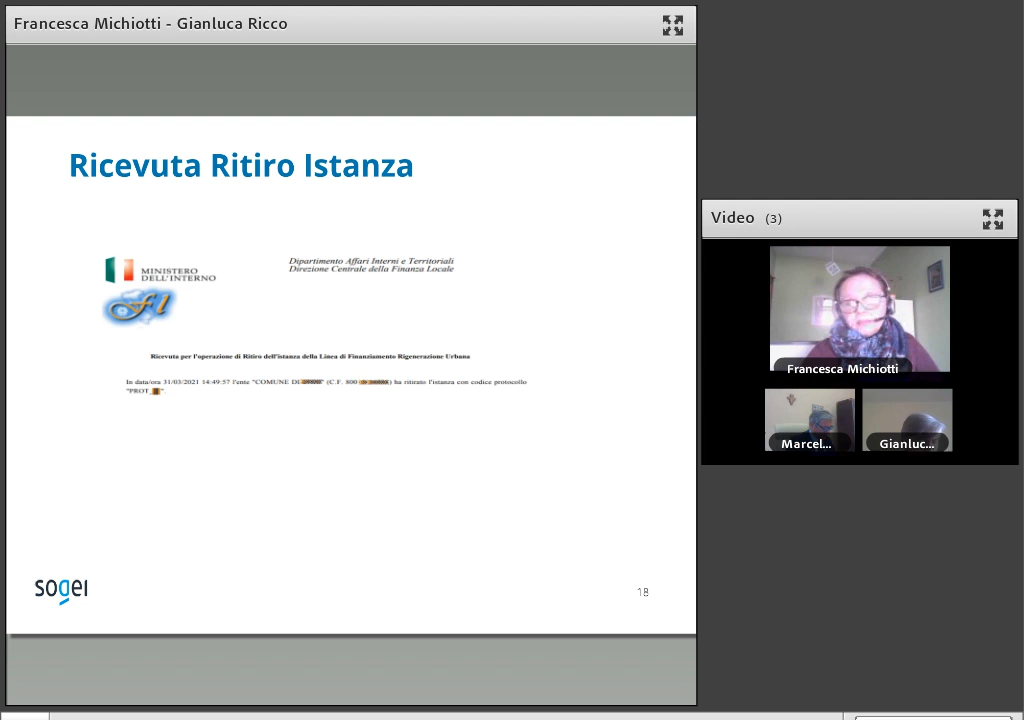 Francesca Michiotti - Gianluca Ricco
Ricevuta Ritiro Istanza
MINISTERO
DELL'INTERNO
Dipartimento Affari Interni e Territoriali
Direzione Centrale della Finanza Locale
Fl
Ricevuta per l'operazione di Ritiro dell'istanza della Linea di Finanziamento Rigenerazione Urbana
In data/ora 31/03/2021 14:49:57 l'ente "COMUNE DI " (C.F. 800 ) ha ritirato l'istanza con codice protocollo
"PROT_ "
sogei
18
Video (3)
Francesca Michiotti
Marcel...
Gianluc...